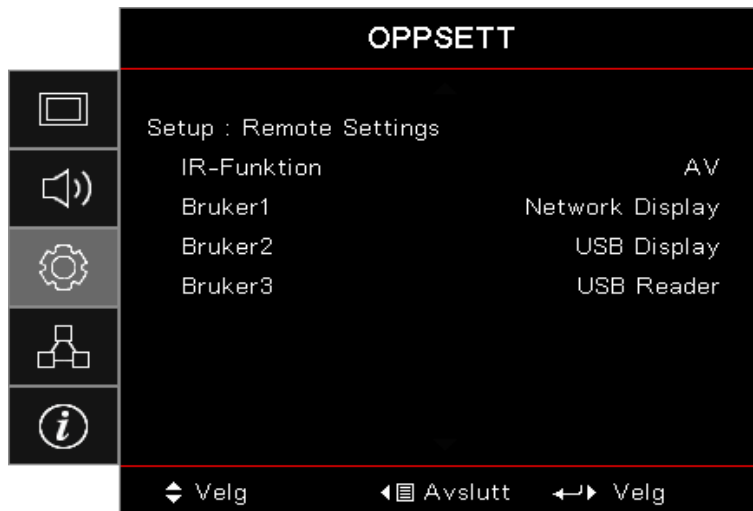 OPPSETT
Setup : Remote Settings
IR-Funktion AV
Bruker1 Network Display
Bruker2 USB Display
Bruker3 USB Reader
Velg Avslutt Velg